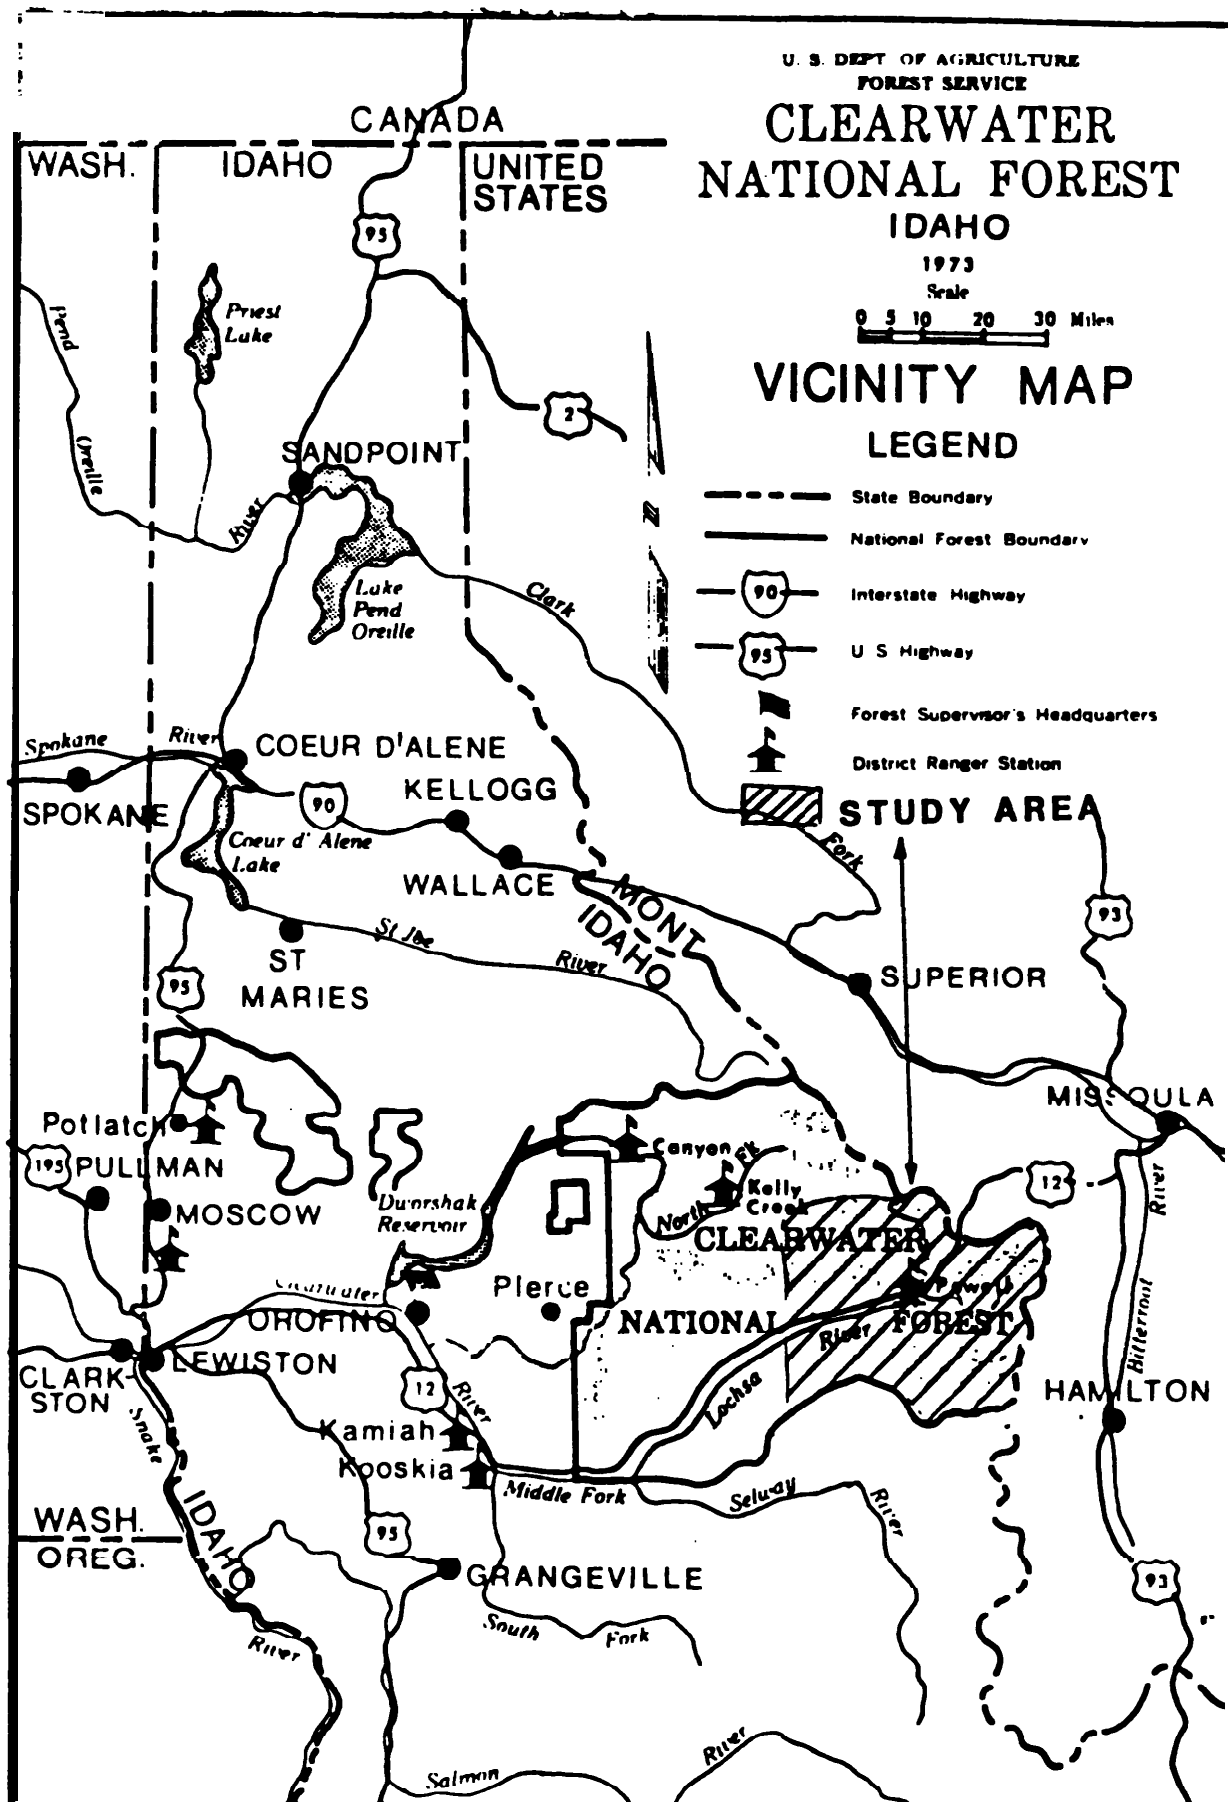 U. S. DEPT OF AGRICULTURE
FOREST SERVICE
CLEARWATER
NATIONAL FOREST
IDAHO
1973
Scale
0 5 10 20 30 Miles
VICINITY MAP
LEGEND
State Boundary
National Forest Boundary
90 Interstate Highway
95 U S Highway
Forest Supervisor's Headquarters
District Ranger Station
STUDY AREA
CANADA
WASH.
IDAHO
UNITED
STATES
95
Priest
Lake
Pend
Oreille
River
2
SANDPOINT
Lake
Pend
Oreille
Clark
Fork
Spokane
River
COEUR D'ALENE
SPOKANE
90
KELLOGG
Coeur d' Alene
Lake
WALLACE
MONT
IDAHO
93
ST
MARIES
St Joe
River
95
SUPERIOR
MISSOULA
Potlatch
195
PULLMAN
MOSCOW
Dworshak
Reservoir
Canyon
Kelly
Creek
North
Fk
12
River
CLEARWATER
Powell
NATIONAL
FOREST
Pierce
OROFINO
Lochsa
River
Bitterroot
CLARK-
STON
LEWISTON
12
River
HAMILTON
Snake
Kamiah
Kooskia
Middle Fork
Selway
River
WASH.
OREG.
IDAHO
95
GRANGEVILLE
93
South
Fork
River
Salmon
River